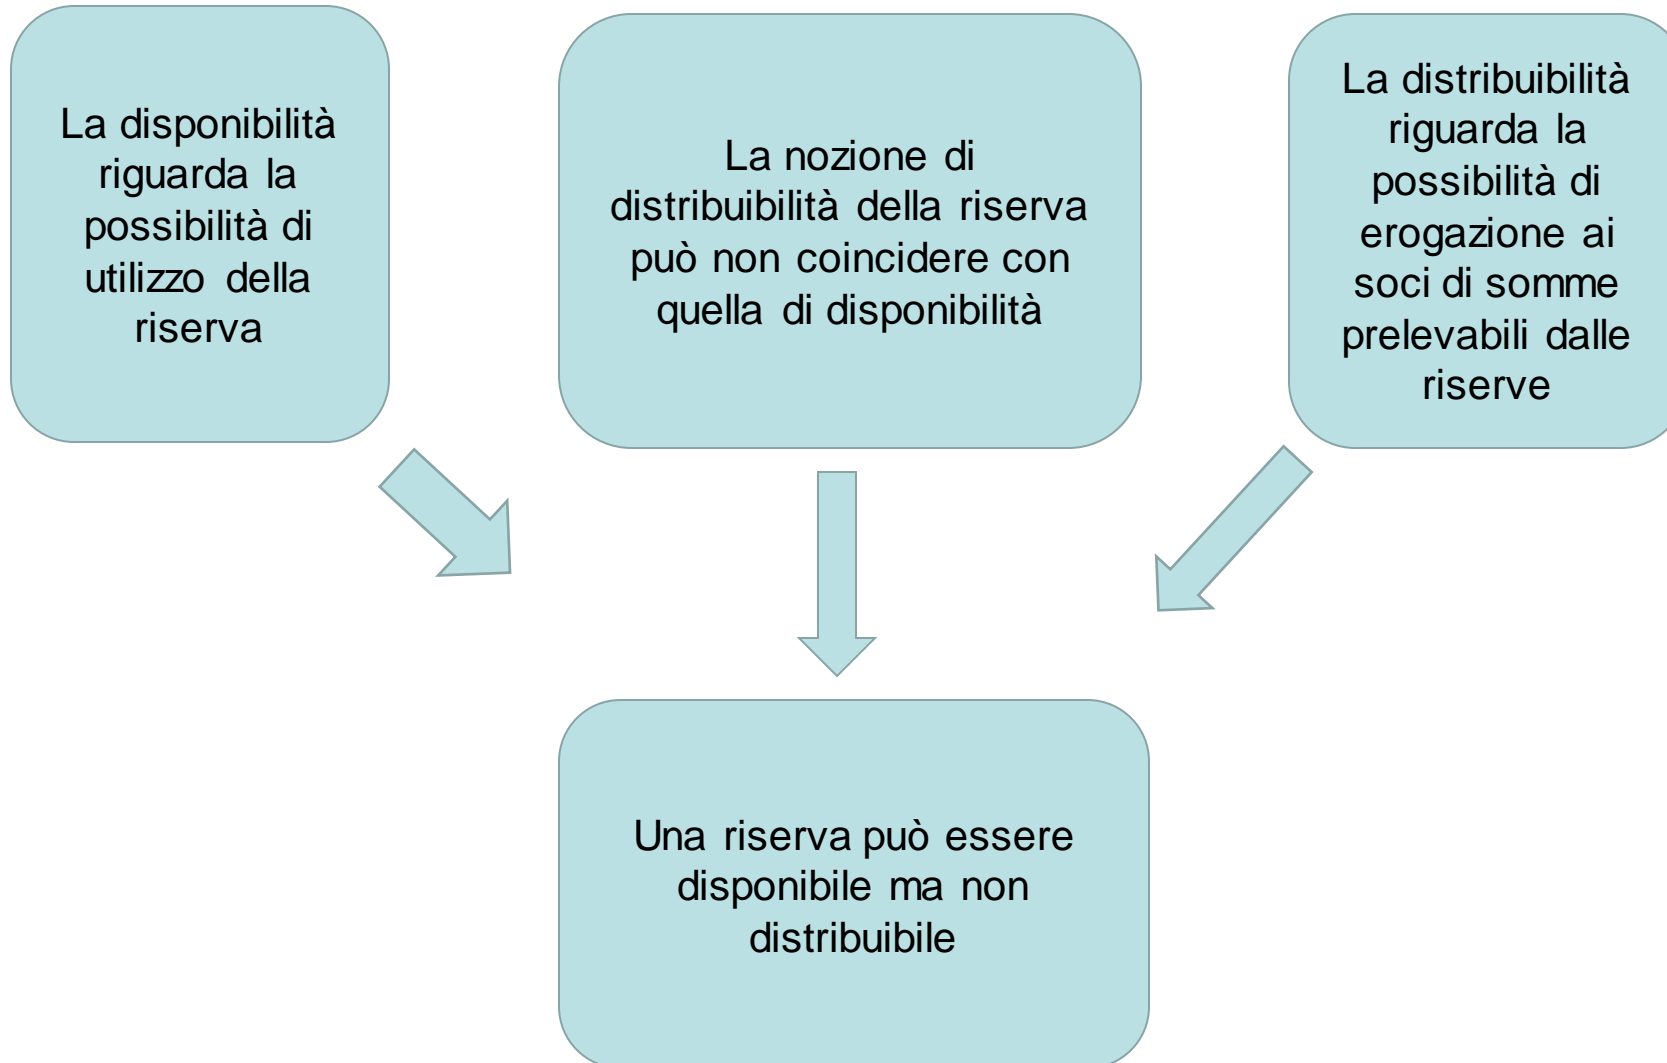 La disponibilità
riguarda la
possibilità di
utilizzo della
riserva
La nozione di
distribuibilità della riserva
può non coincidere con
quella di disponibilità
La distribuibilità
riguarda la
possibilità di
erogazione ai
soci di somme
prelevabili dalle
riserve
Una riserva può essere
disponibile ma non
distribuibile